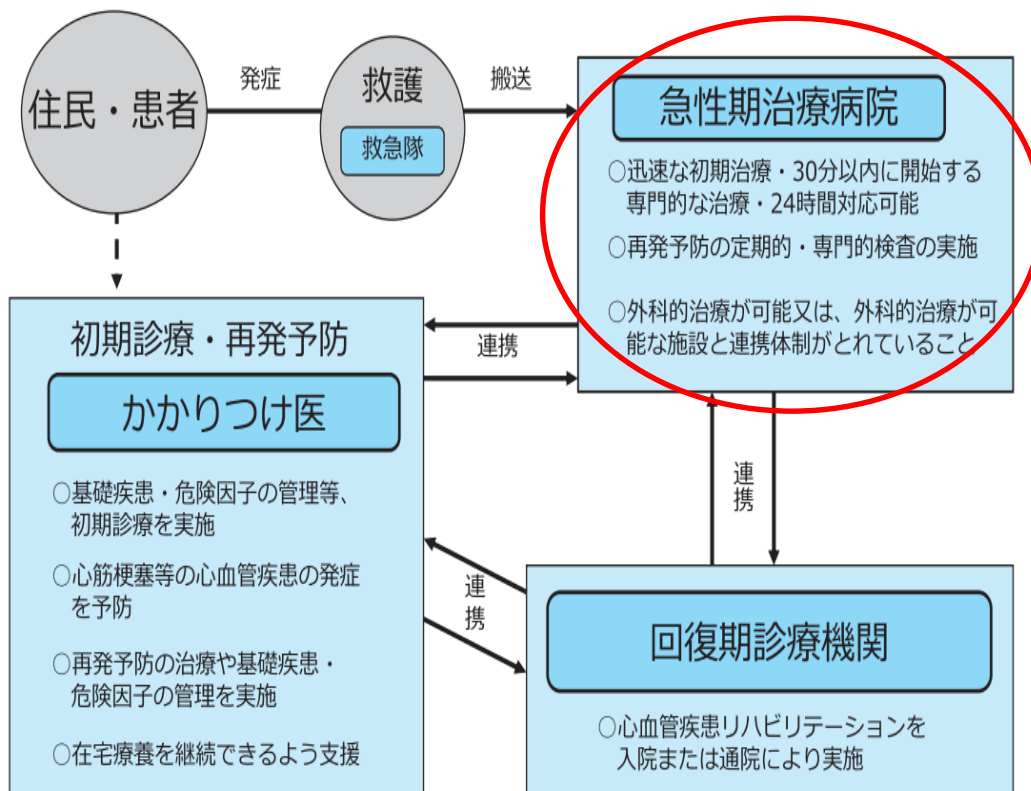 住民・患者
発症
救護
救急隊
搬送
急性期治療病院
○迅速な初期治療・30分以内に開始する
専門的な治療・24時間対応可能
○再発予防の定期的・専門的検査の実施
○外科的治療が可能又は、外科的治療が可
能な施設と連携体制がとれていること
連携
初期診療・再発予防
かかりつけ医
○基礎疾患・危険因子の管理等、
初期診療を実施
○心筋梗塞等の心血管疾患の発症
を予防
○再発予防の治療や基礎疾患・
危険因子の管理を実施
○在宅療養を継続できるよう支援
連携
連携
回復期診療機関
○心血管疾患リハビリテーションを
入院または通院により実施